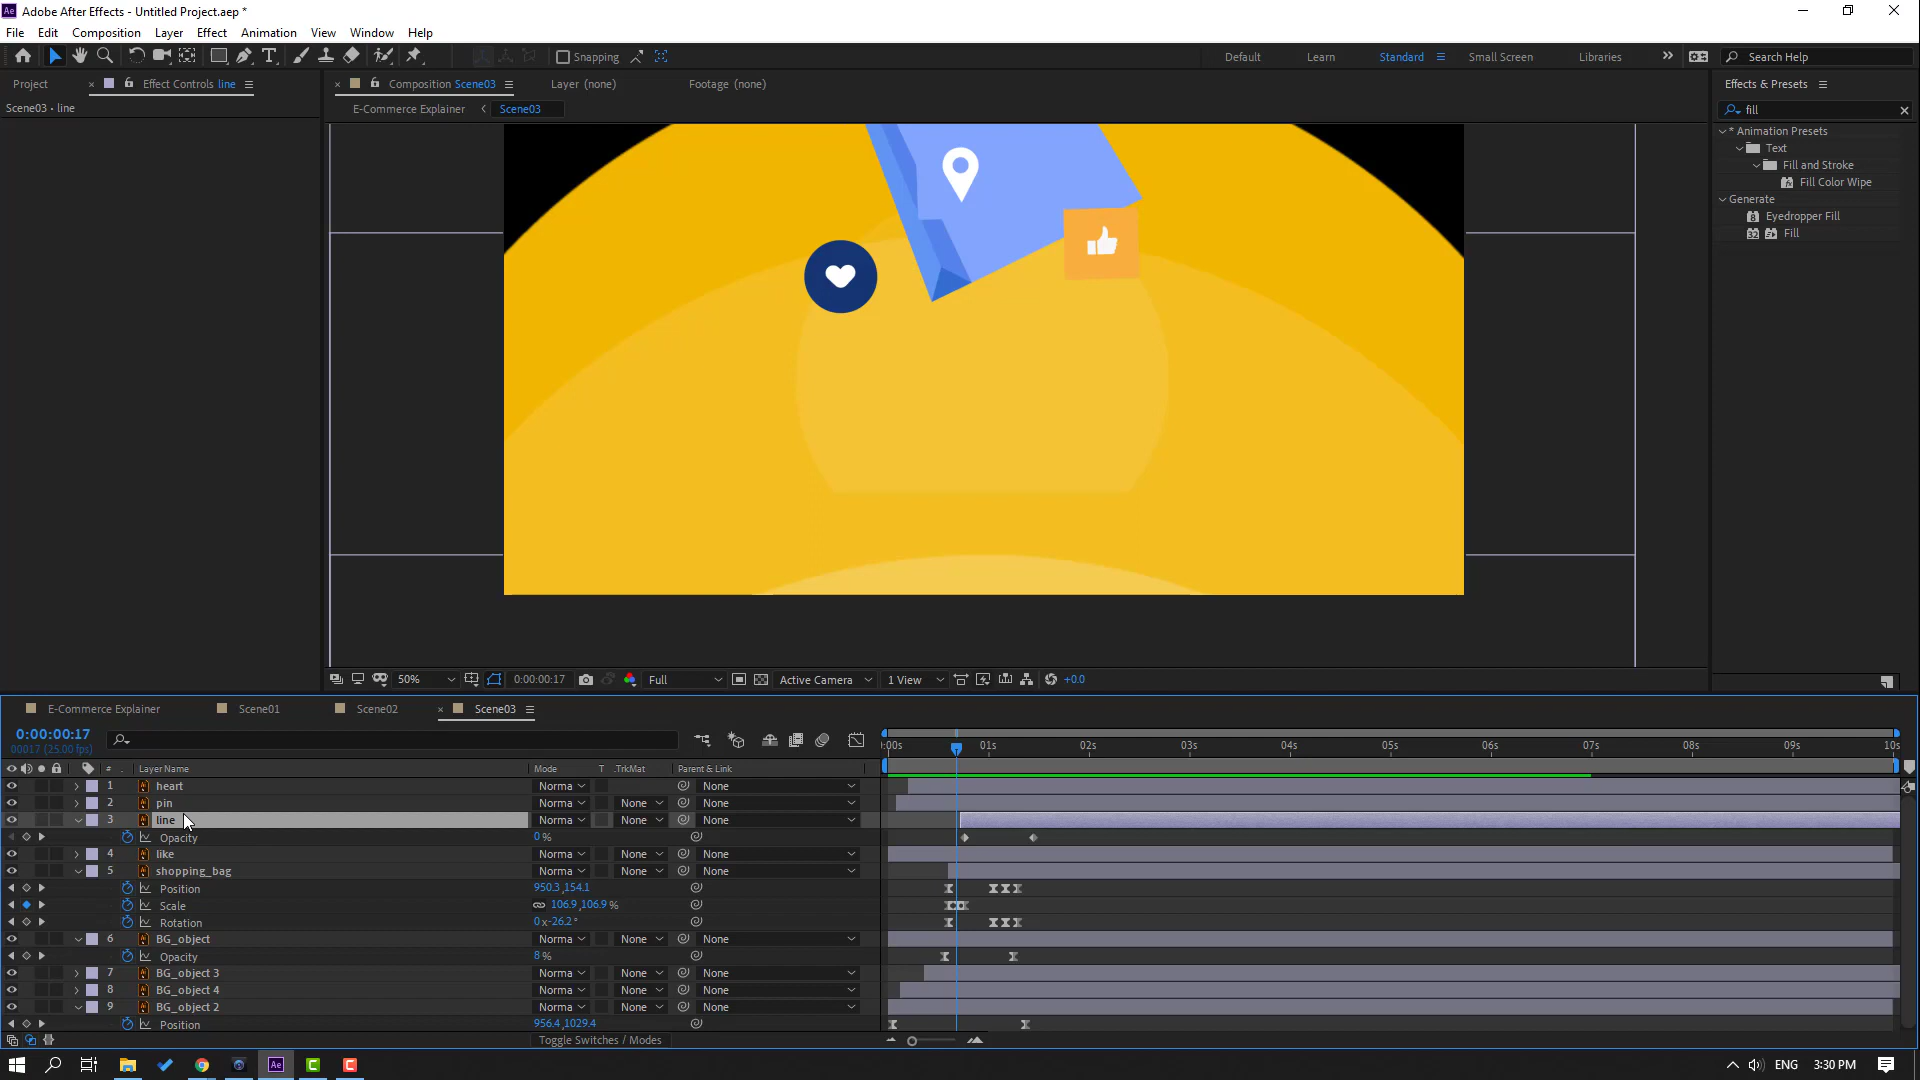 Adobe After Effects - Untitled Project.aep *
File Edit Composition Layer Effect Animation View Window Help
Snapping Default Learn Standard Small Screen Libraries Search Help
Project Effect Controls line Composition Scene03 Layer (none) Footage (none) Effects & Presets
Scene03 • line E-Commerce Explainer Scene03 fill
* Animation Presets
Text
Fill and Stroke
Fill Color Wipe
Generate
Eyedropper Fill
32 Fill
50% 0:00:00:17 Full Active Camera 1 View +0.0
E-Commerce Explainer Scene01 Scene02 Scene03
0:00:00:17
00017 (25.00 fps)
:00s 01s 02s 03s 04s 05s 06s 07s 08s 09s 10s
# Layer Name Mode T .TrkMat Parent & Link
1 heart Norma None
2 pin Norma None None
3 line Norma None None
Opacity 0 %
4 like Norma None None
5 shopping_bag Norma None None
Position 950.3,154.1
Scale 106.9,106.9 %
Rotation 0x-26.2 °
6 BG_object Norma None None
Opacity 8 %
7 BG_object 3 Norma None None
8 BG_object 4 Norma None None
9 BG_object 2 Norma None None
Position 956.4,1029.4
Toggle Switches / Modes
Ae ENG 3:30 PM